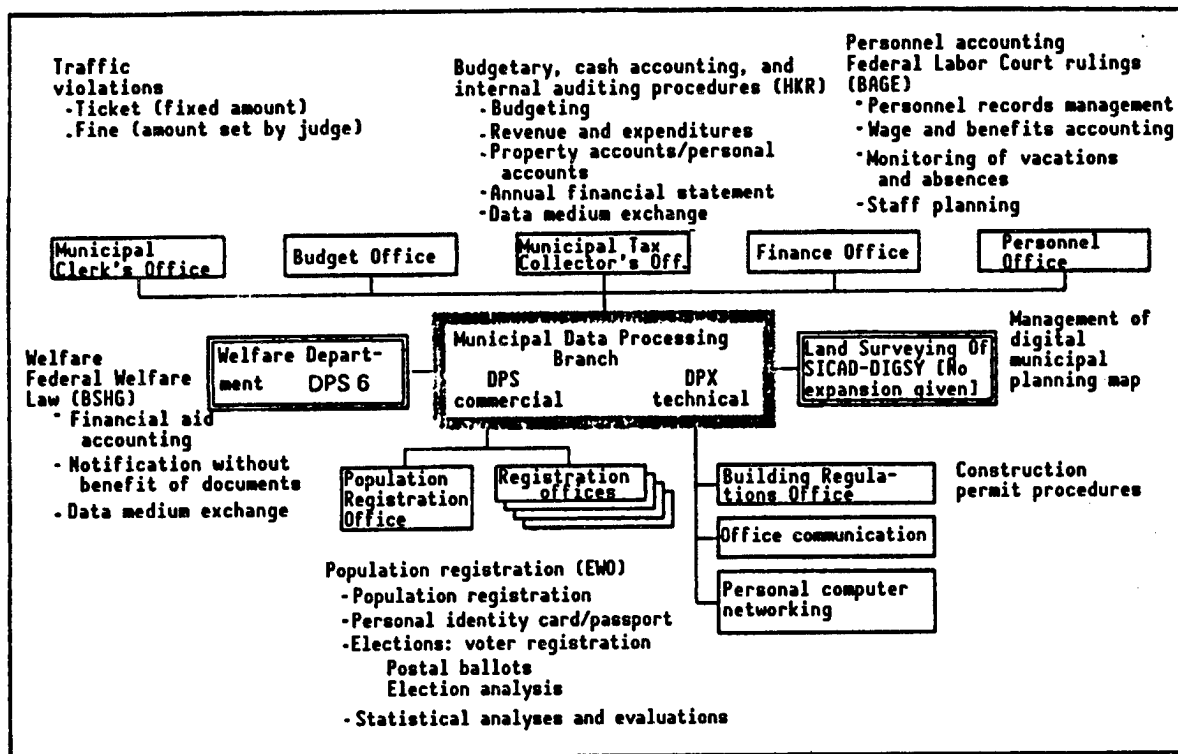 Traffic
violations
-Ticket (fixed amount)
.Fine (amount set by judge)
Budgetary, cash accounting, and
internal auditing procedures (HKR)
-Budgeting
-Revenue and expenditures
-Property accounts/personal
accounts
-Annual financial statement
-Data medium exchange
Personnel accounting
Federal Labor Court rulings
(BAGE)
-Personnel records management
-Wage and benefits accounting
-Monitoring of vacations
and absences
-Staff planning
Municipal
Clerk's Office
Budget Office
Municipal Tax
Collector's Off.
Finance Office
Personnel
Office
Welfare
Federal Welfare
Law (BSHG)
- Financial aid
accounting
-Notification without
benefit of documents
.Data medium exchange
Welfare Depart-
ment DPS 6
Municipal Data Processing
Branch
DPS DPX
commercial technical
Land Surveying Of
SICAD-DIGSY [No
expansion given]
Management of
digital
municipal
planning map
Population
Registration
Office
Registration
offices
Building Regula-
tions Office
Construction
permit procedures
Office communication
Personal computer
networking
Population registration (EWO)
-Population registration
-Personal identity card/passport
-Elections: voter registration
Postal ballots
Election analysis
-Statistical analyses and evaluations